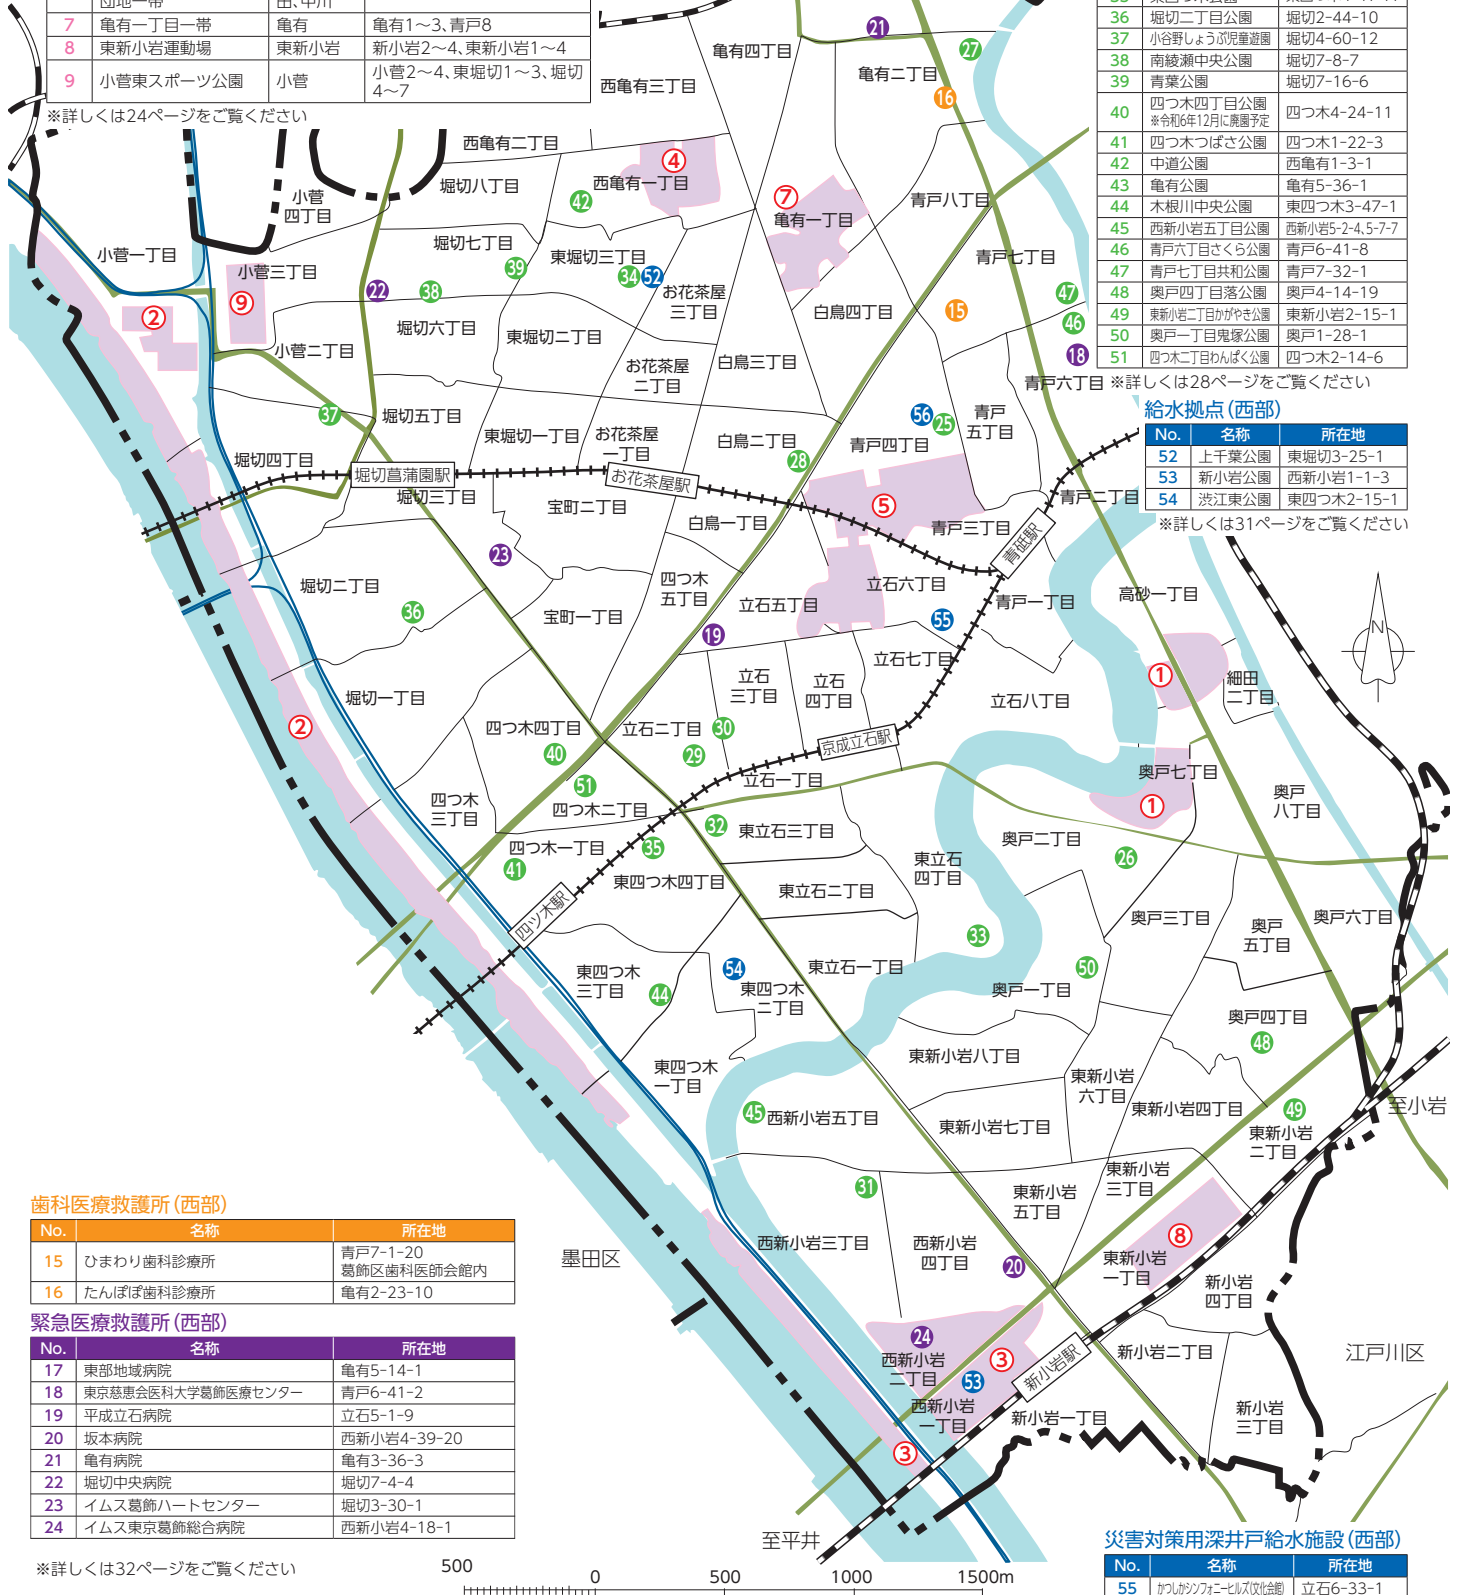 7 亀有一丁目一帯 亀有 亀有1～3、青戸8
8 東新小岩運動場 東新小岩 新小岩2～4、東新小岩1～4
9 小菅東スポーツ公園 小菅 小菅2～4、東堀切1～3、堀切4～7
※詳しくは24ページをご覧ください
36 堀切二丁目公園 堀切2-44-10
37 小谷野しょうぶ児童遊園 堀切4-60-12
38 南綾瀬中央公園 堀切7-8-7
39 青葉公園 堀切7-16-6
40 四つ木四丁目公園 ※令和6年12月に廃園予定 四つ木4-24-11
41 四つ木つばさ公園 四つ木1-22-3
42 中道公園 西亀有1-3-1
43 亀有公園 亀有5-36-1
44 木根川中央公園 東四つ木3-47-1
45 西新小岩五丁目公園 西新小岩5-2-4、5-7-7
46 青戸六丁目さくら公園 青戸6-41-8
47 青戸七丁目共和公園 青戸7-32-1
48 奥戸四丁目落公園 奥戸4-14-19
49 東新小岩二丁目かがやき公園 東新小岩2-15-1
50 奥戸一丁目鬼塚公園 奥戸1-28-1
51 四つ木二丁目わんぱく公園 四つ木2-14-6
※詳しくは28ページをご覧ください
給水拠点(西部)
No. 名称 所在地
52 上千葉公園 東堀切3-25-1
53 新小岩公園 西新小岩1-1-3
54 渋江東公園 東四つ木2-15-1
※詳しくは31ページをご覧ください
21
27
亀有四丁目
亀有二丁目
16
西亀有三丁目
西亀有二丁目
④
西亀有一丁目
42
堀切八丁目
小菅四丁目
⑦
亀有一丁目
青戸八丁目
小菅一丁目
堀切七丁目
39
東堀切三丁目
34
52
青戸七丁目
小菅三丁目
⑨
22
38
お花茶屋三丁目
白鳥四丁目
15
47
46
18
②
堀切六丁目
東堀切二丁目
小菅二丁目
お花茶屋二丁目
白鳥三丁目
青戸六丁目
37
堀切五丁目
東堀切一丁目
お花茶屋一丁目
白鳥二丁目
28
56
25
青戸四丁目
青戸五丁目
堀切四丁目
堀切菖蒲園駅
お花茶屋駅
堀切三丁目
宝町二丁目
白鳥一丁目
⑤
青戸三丁目
青戸二丁目
青砥駅
23
堀切二丁目
36
四つ木五丁目
立石五丁目
立石六丁目
55
青戸一丁目
高砂一丁目
N
宝町一丁目
19
立石七丁目
①
細田二丁目
堀切一丁目
立石三丁目
立石四丁目
立石八丁目
②
四つ木四丁目
立石二丁目
30
40
29
京成立石駅
奥戸七丁目
①
奥戸八丁目
51
立石一丁目
四つ木三丁目
四つ木二丁目
32
東立石三丁目
奥戸二丁目
四つ木一丁目
35
41
東立石四丁目
26
東四つ木四丁目
東立石二丁目
四ツ木駅
奥戸三丁目
奥戸六丁目
奥戸五丁目
33
東四つ木三丁目
54
44
東四つ木二丁目
東立石一丁目
50
奥戸一丁目
奥戸四丁目
48
東四つ木一丁目
東新小岩八丁目
東新小岩六丁目
45
西新小岩五丁目
東新小岩七丁目
東新小岩四丁目
49
東新小岩二丁目
至小岩
31
東新小岩五丁目
東新小岩三丁目
墨田区
西新小岩三丁目
西新小岩四丁目
20
⑧
東新小岩一丁目
新小岩四丁目
24
西新小岩二丁目
③
53
新小岩駅
新小岩二丁目
江戸川区
西新小岩一丁目
新小岩一丁目
新小岩三丁目
③
至平井
歯科医療救護所(西部)
No. 名称 所在地
15 ひまわり歯科診療所 青戸7-1-20 葛飾区歯科医師会館内
16 たんぽぽ歯科診療所 亀有2-23-10
緊急医療救護所(西部)
No. 名称 所在地
17 東部地域病院 亀有5-14-1
18 東京慈恵会医科大学葛飾医療センター 青戸6-41-2
19 平成立石病院 立石5-1-9
20 坂本病院 西新小岩4-39-20
21 亀有病院 亀有3-36-3
22 堀切中央病院 堀切7-4-4
23 イムス葛飾ハートセンター 堀切3-30-1
24 イムス東京葛飾総合病院 西新小岩4-18-1
※詳しくは32ページをご覧ください
500 0 500 1000 1500m
災害対策用深井戸給水施設(西部)
No. 名称 所在地
55 かつしかシンフォニーヒルズ(文化会館) 立石6-33-1